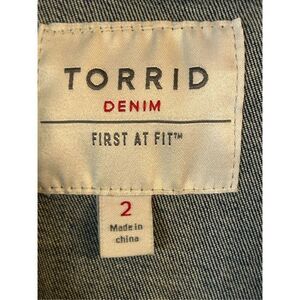 TORRID
DENIM
FIRST AT FIT™
2
Made in
china